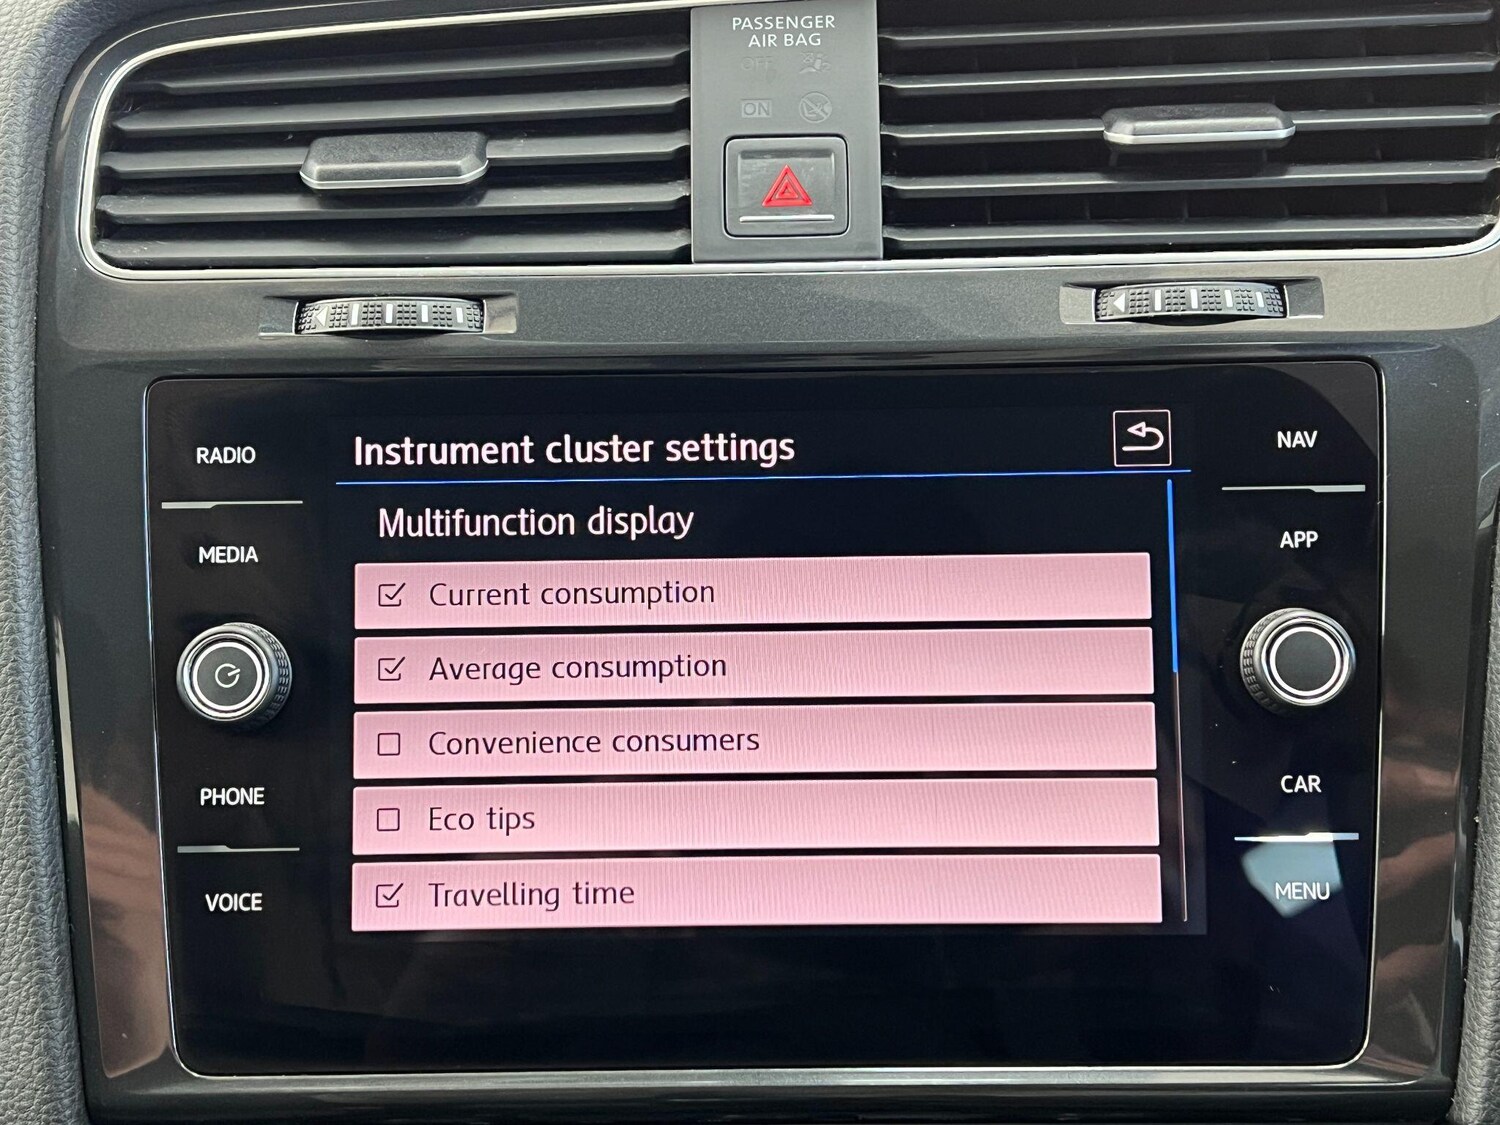 PASSENGER
AIR BAG
OFF
ON
RADIO
MEDIA
PHONE
VOICE
Instrument cluster settings
Multifunction display
Current consumption
Average consumption
Convenience consumers
Eco tips
Travelling time
NAV
APP
CAR
MENU